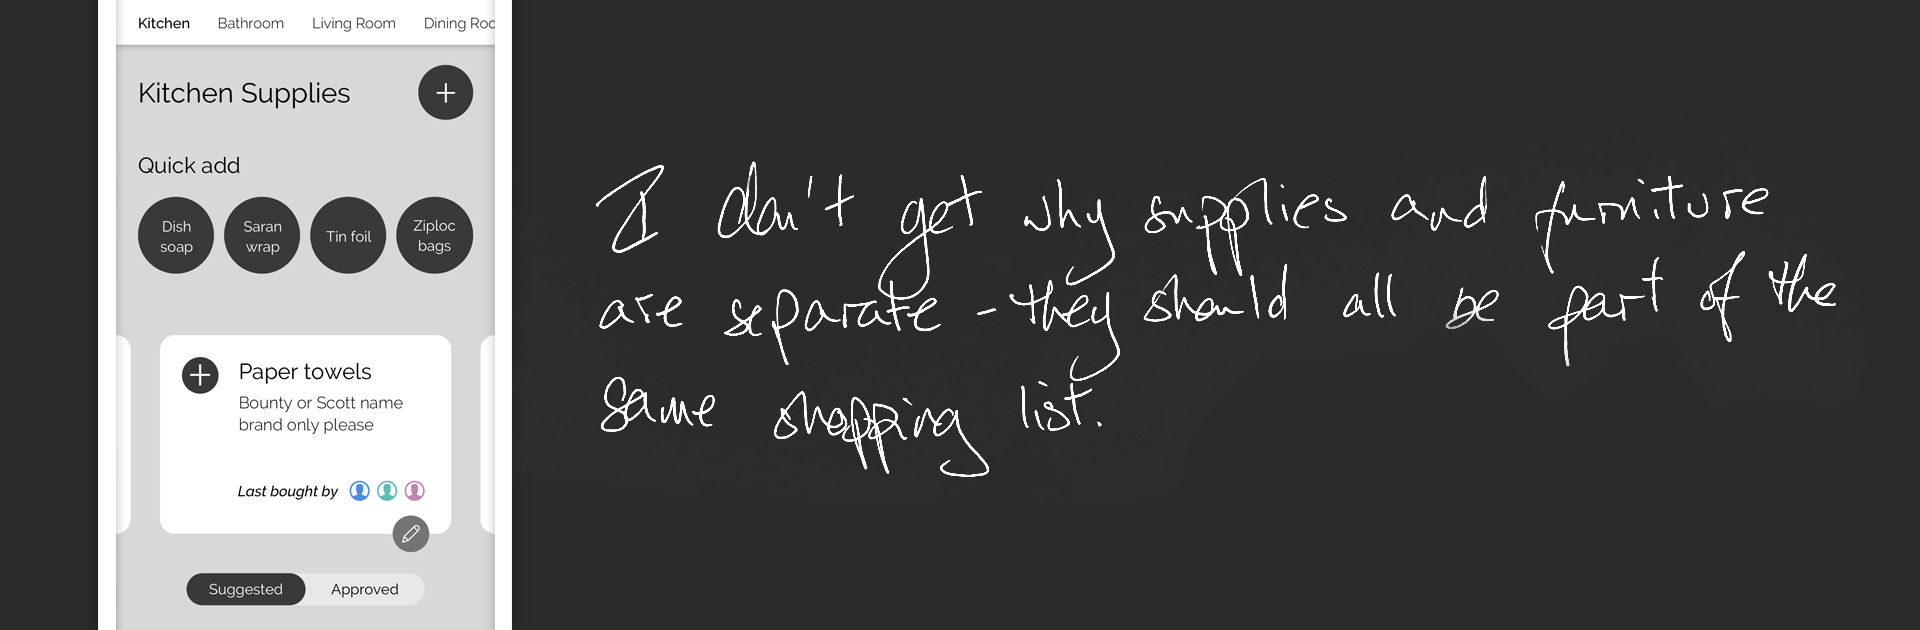 Kitchen Bathroom Living Room Dining Roo
Kitchen Supplies
Quick add
Dish
soap
Saran
wrap
Tin foil
Ziploc
bags
Paper towels
Bounty or Scott name
brand only please
Last bought by
Suggested Approved
I don't get why supplies and furniture
are separate - they should all be part of the
same shopping list.